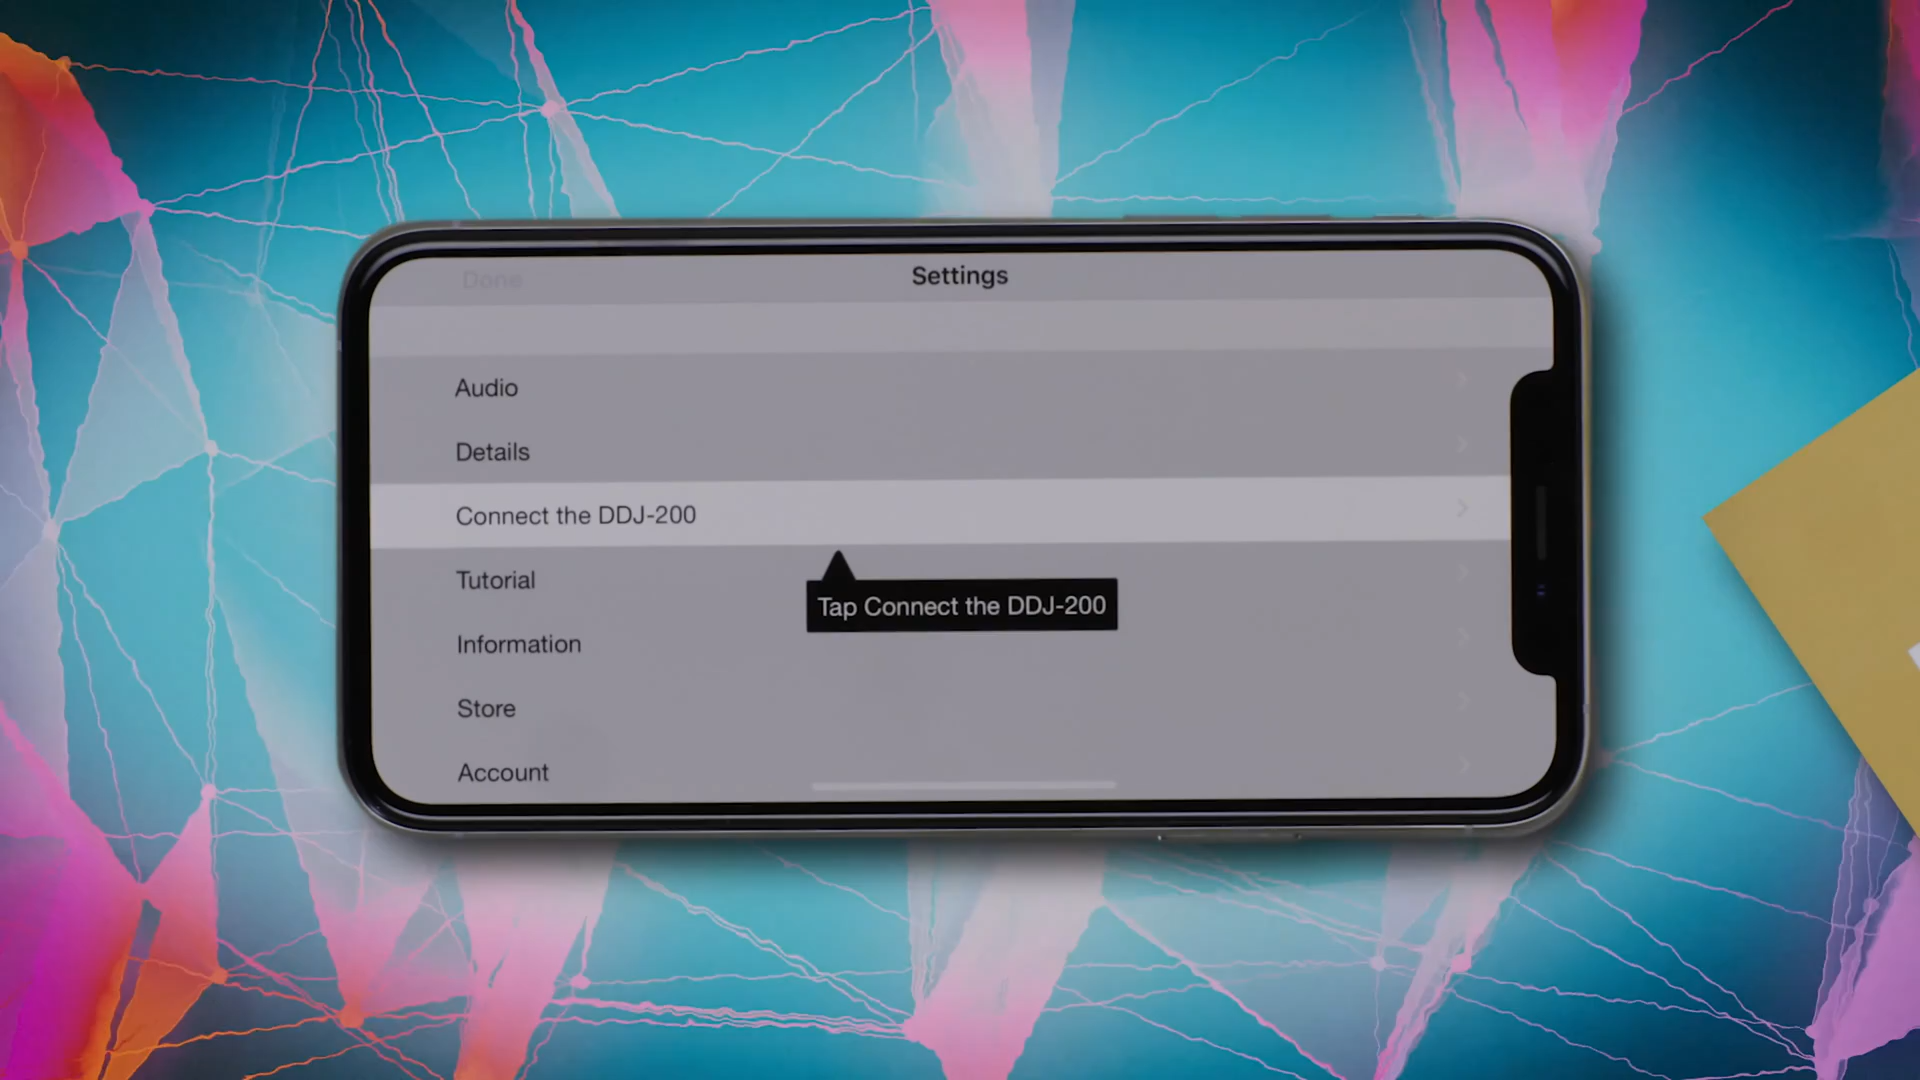 Done
Settings
Audio
Details
Connect the DDJ-200
Tutorial
Tap Connect the DDJ-200
Information
Store
Account